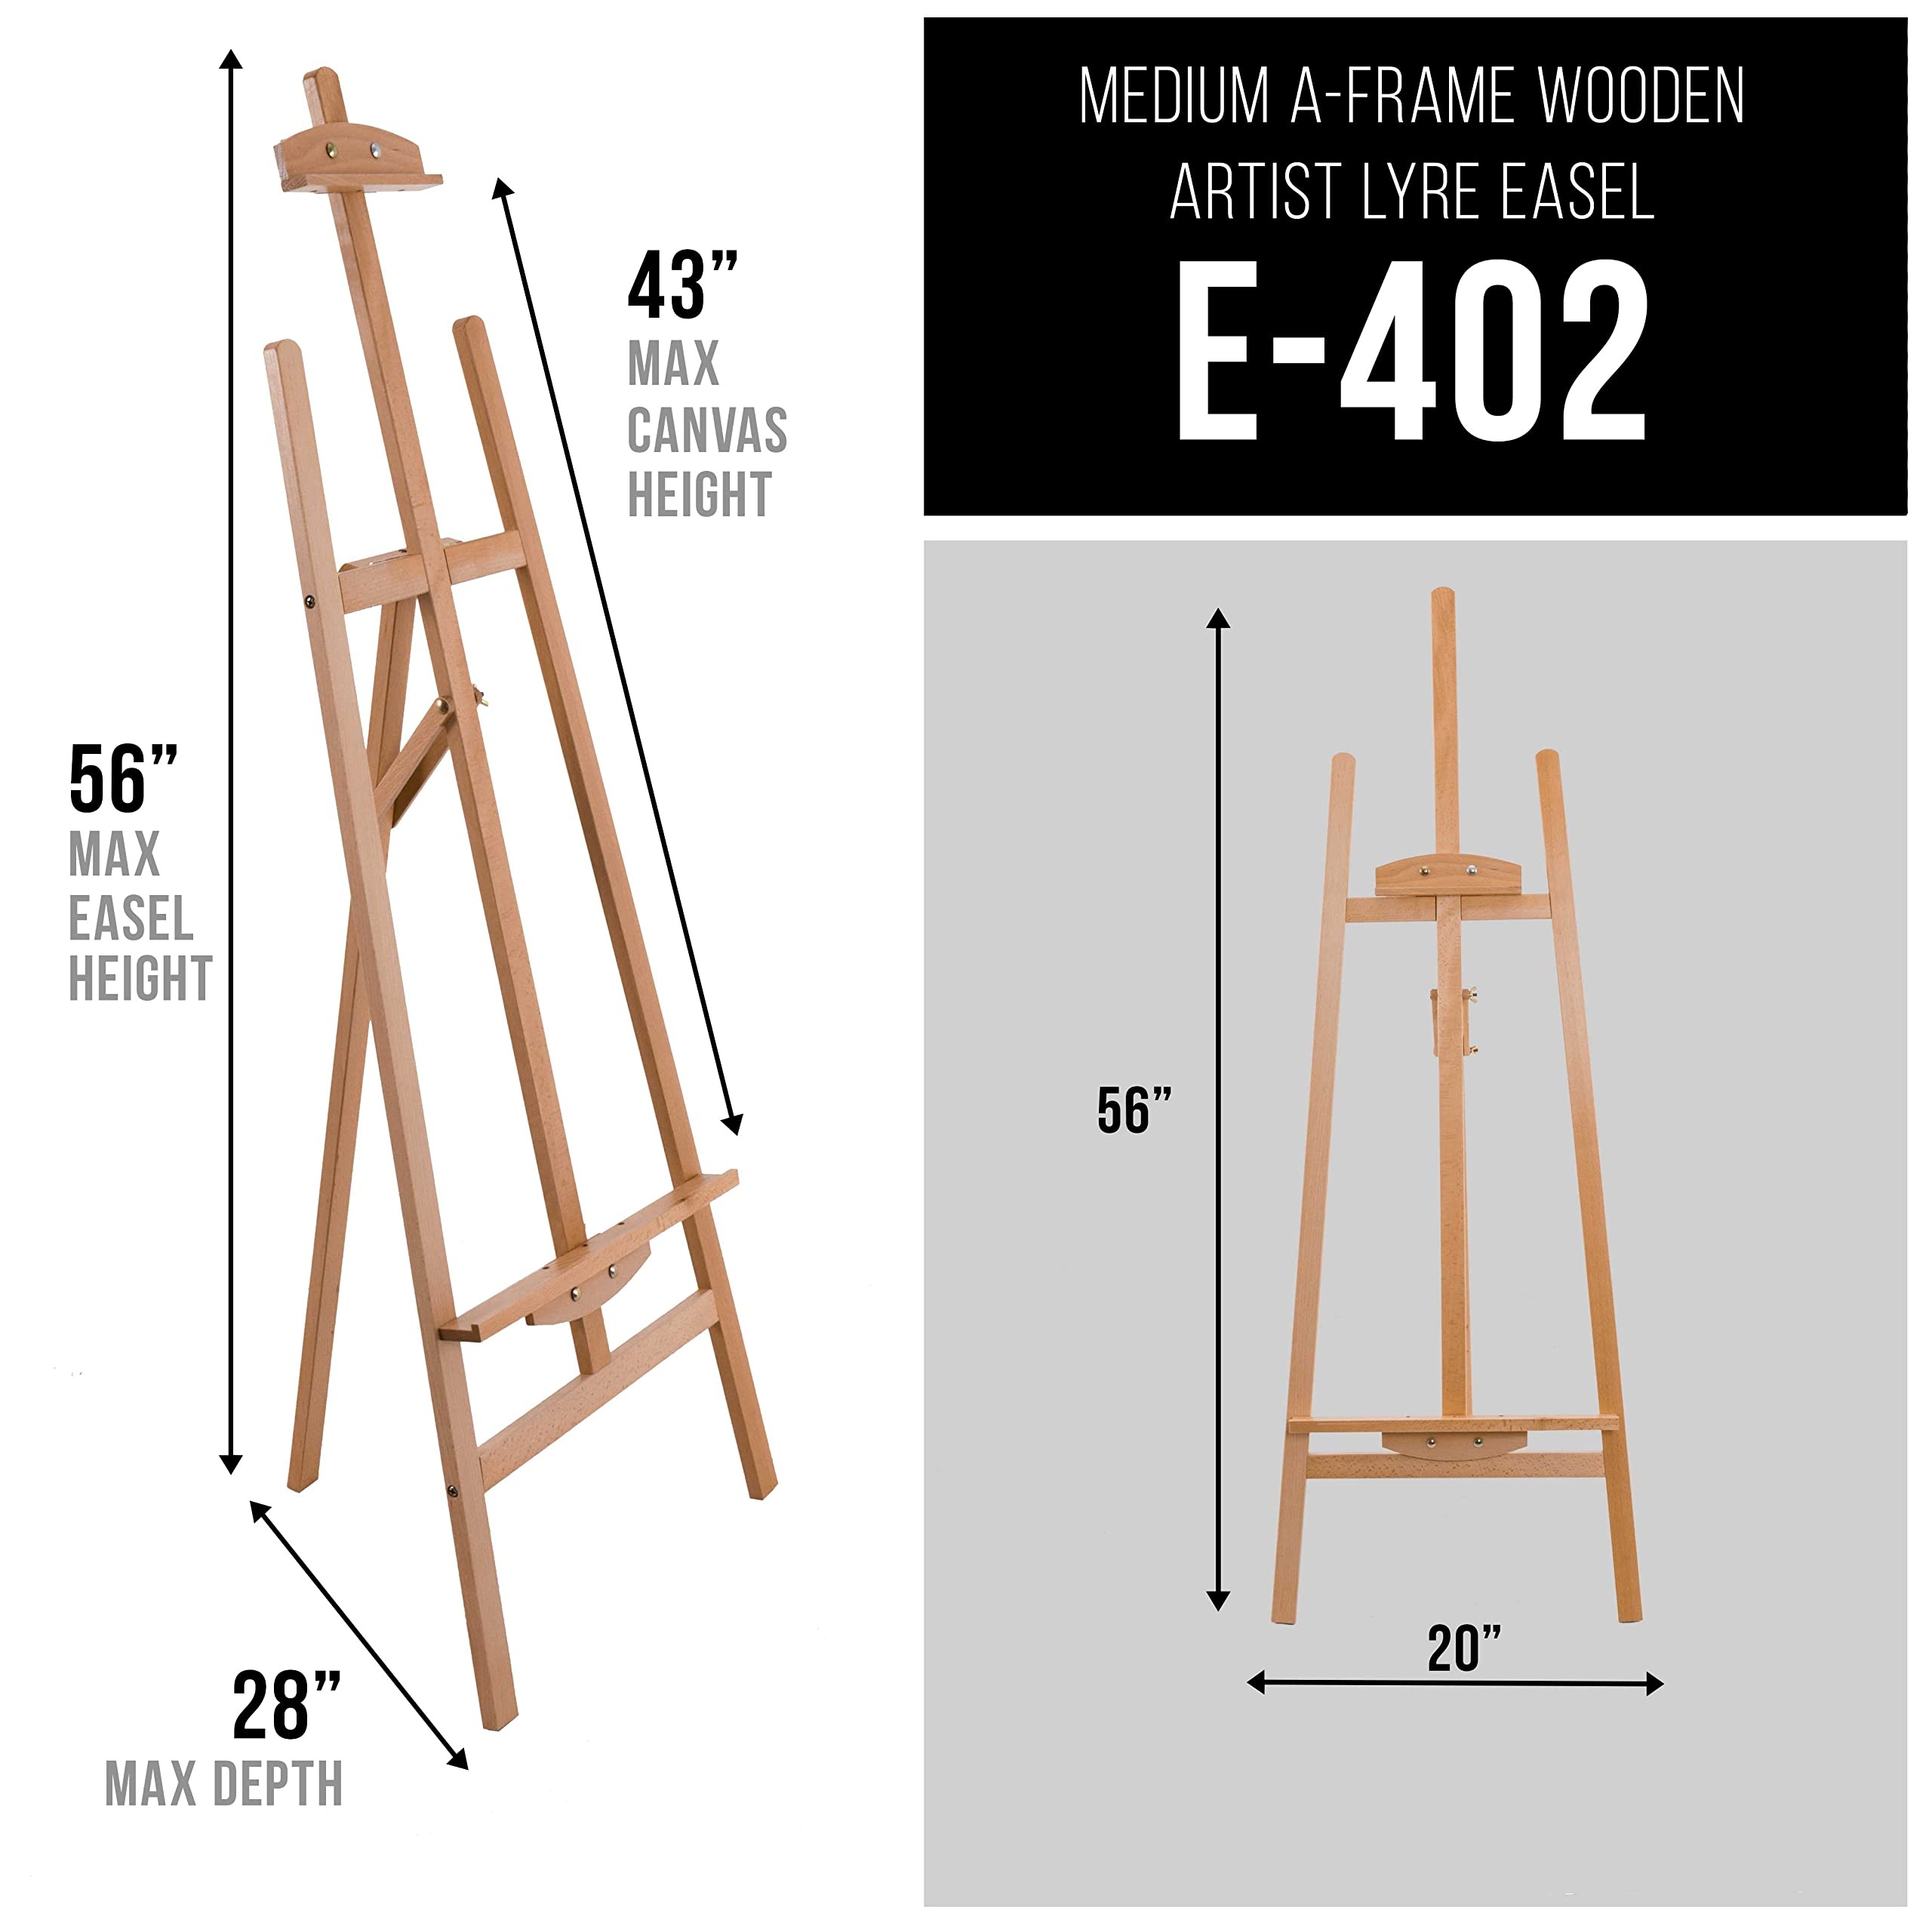 MEDIUM A-FRAME WOODEN
ARTIST LYRE EASEL
E-402
43”
MAX
CANVAS
HEIGHT
56”
MAX
EASEL
HEIGHT
28”
MAX DEPTH
56”
20”